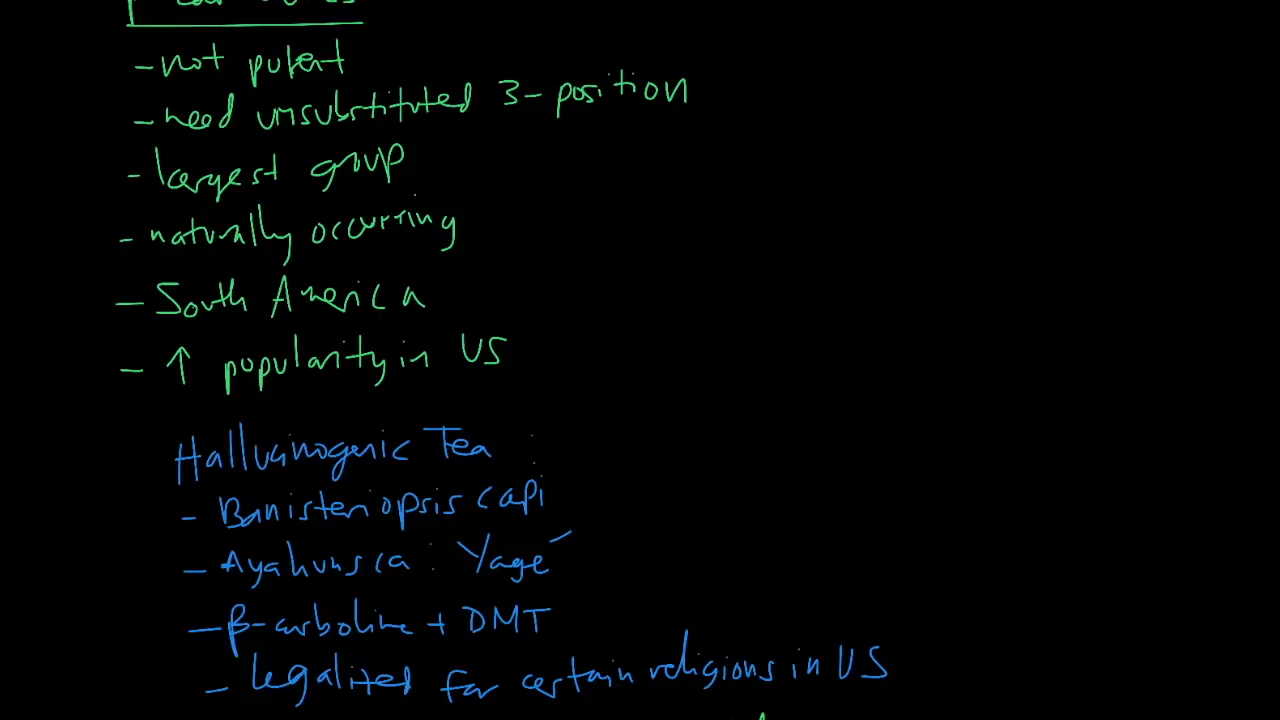 - not potent
- need unsubstituted 3-position
- largest group
- naturally occurring
- South America
- ↑ popularity in US
Hallucinogenic Tea :
- Banisteriopsis capi
- Ayahuasca : Yagé
- β-carboline + DMT
- legalized for certain religions in US